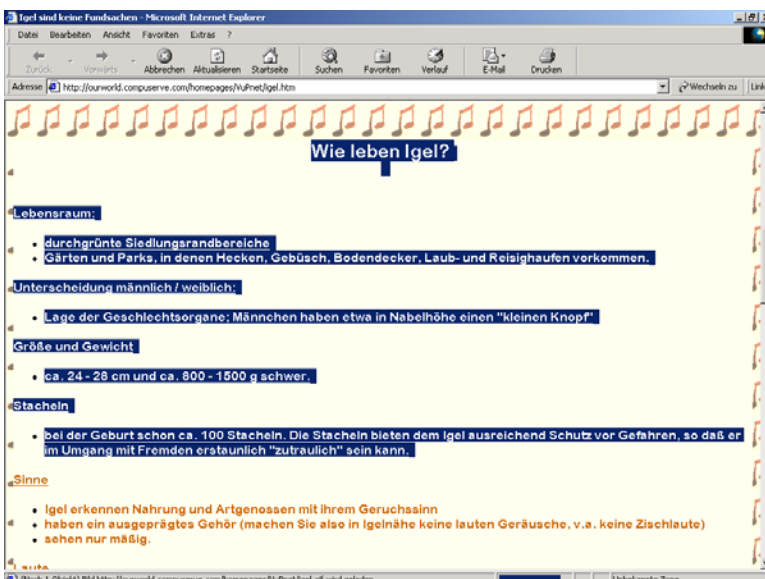 Igel sind keine Fundsachen - Microsoft Internet Explorer
Datei Bearbeiten Ansicht Favoriten Extras ?
Zurück Vorwärts Abbrechen Aktualisieren Startseite Suchen Favoriten Verlauf E-Mail Drucken
Adresse http://ourworld.compuserve.com/homepages/VuPnet/igel.htm Wechseln zu Link
Wie leben Igel?
Lebensraum:
durchgrünte Siedlungsrandbereiche
Gärten und Parks, in denen Hecken, Gebüsch, Bodendecker, Laub- und Reisighaufen vorkommen.
Unterscheidung männlich / weiblich:
Lage der Geschlechtsorgane; Männchen haben etwa in Nabelhöhe einen "kleinen Knopf"
Größe und Gewicht
ca. 24 - 28 cm und ca. 800 - 1500 g schwer.
Stacheln
bei der Geburt schon ca. 100 Stacheln. Die Stacheln bieten dem Igel ausreichend Schutz vor Gefahren, so daß er
im Umgang mit Fremden erstaunlich "zutraulich" sein kann.
Sinne
Igel erkennen Nahrung und Artgenossen mit ihrem Geruchssinn
haben ein ausgeprägtes Gehör (machen Sie also in Igelnähe keine lauten Geräusche, v.a. keine Zischlaute)
sehen nur mäßig.
Laute